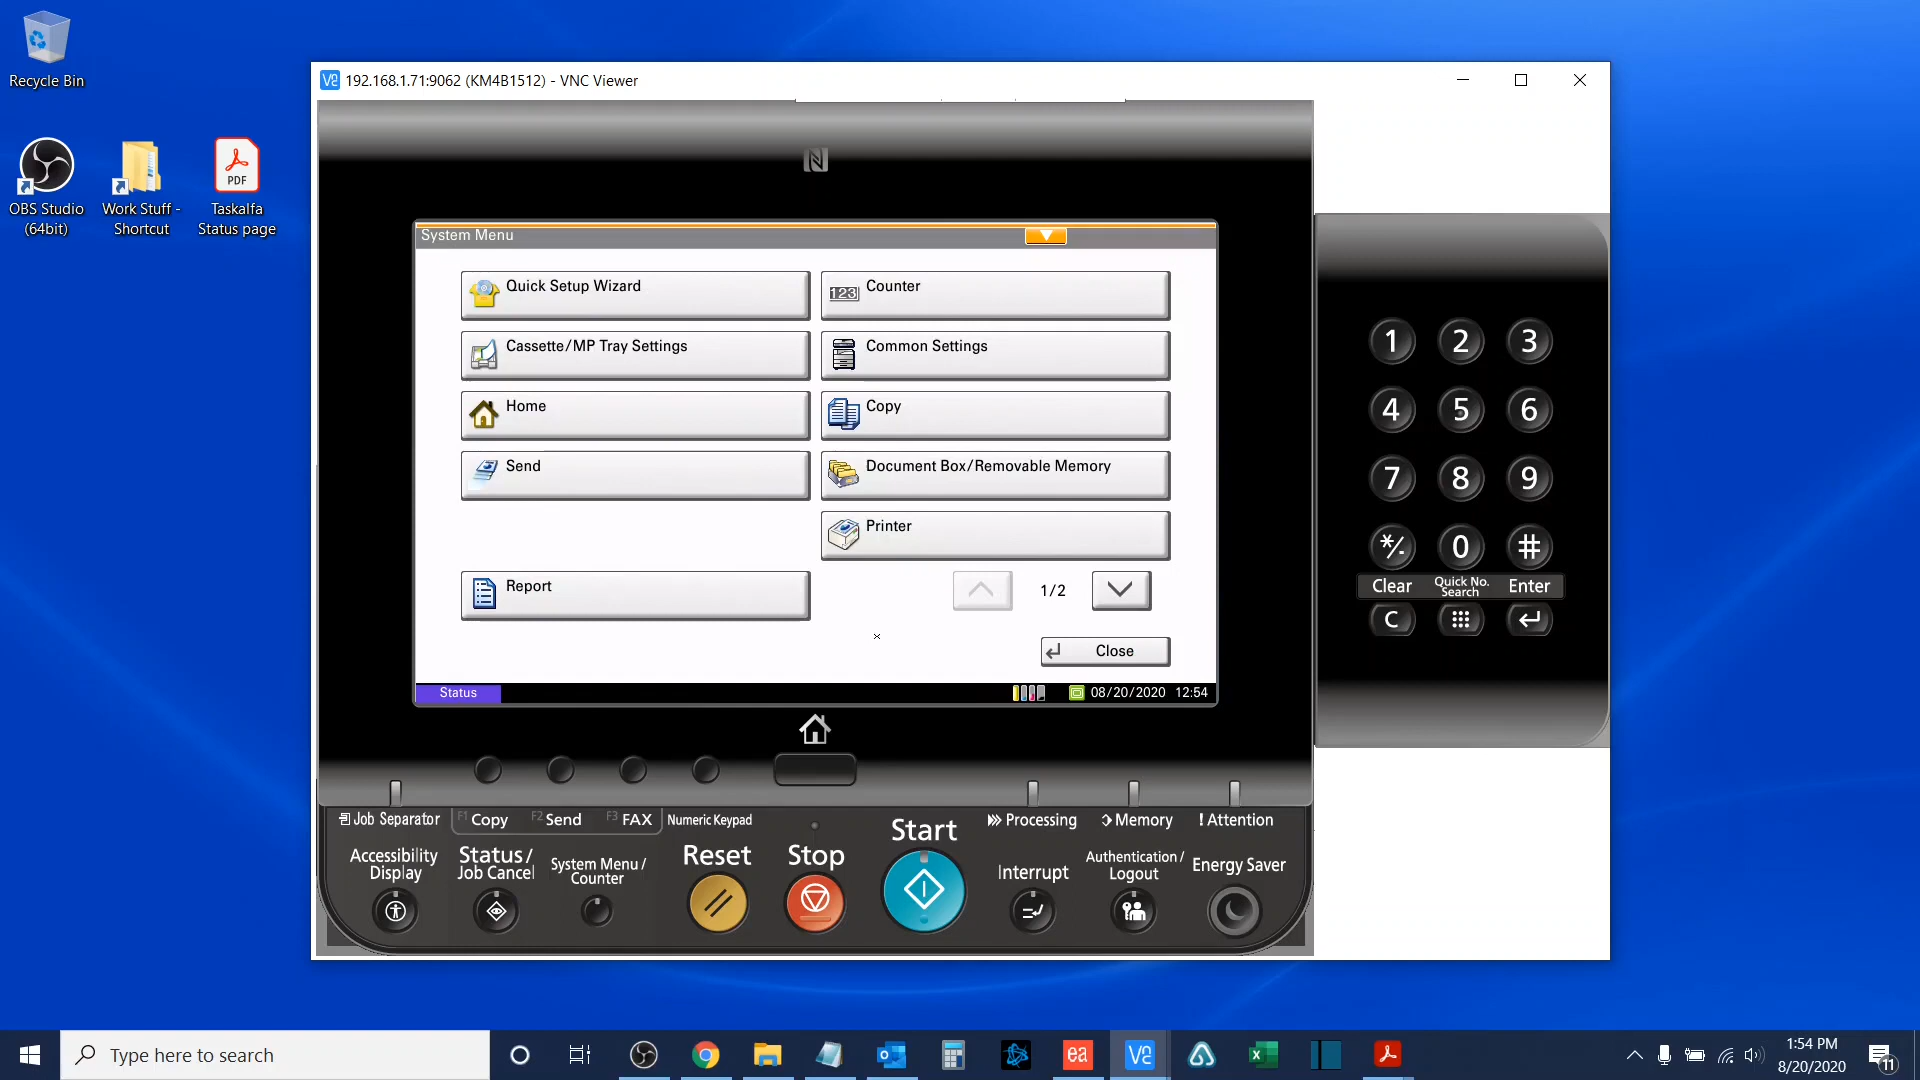 Recycle Bin
OBS Studio
(64bit)
Work Stuff -
Shortcut
PDF
Taskalfa
Status page
V2 192.168.1.71:9062 (KM4B1512) - VNC Viewer
System Menu
Quick Setup Wizard
123 Counter
Cassette/MP Tray Settings
Common Settings
Home
Copy
Send
Document Box/Removable Memory
Printer
Report
1/2
Close
Status
08/20/2020 12:54
1 2 3
4 5 6
7 8 9
*/. 0 #
Clear
Quick No.
Search
Enter
C
Job Separator
F1 Copy
F2 Send
F3 FAX
Numeric Keypad
Start
Processing
Memory
! Attention
Accessibility
Display
Status/
Job Cancel
System Menu/
Counter
Reset
Stop
Interrupt
Authentication/
Logout
Energy Saver
Type here to search
ea
V2
1:54 PM
8/20/2020
11